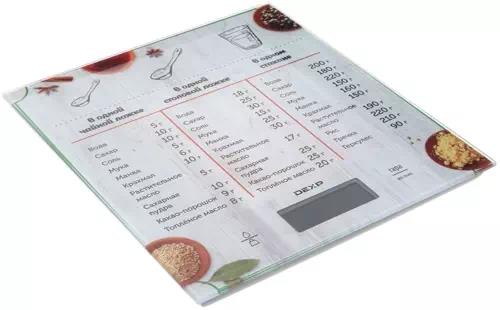 В одной
чайной ложке
Вода 5 г
Сахар 10 г
Соль 10 г
Мука
Манка
Крахмал
Растительное
масло 5 г
Сахарная
пудра 10 г
Какао-порошок 9 г
Топлёное масло 8 г
В одной
столовой ложке
Вода 18 г
Сахар 25 г
Соль 30 г
Мука 15 г
Манка 25 г
Крахмал 30 г
Растительное
масло 17 г
Сахарная
пудра 25 г
Какао-порошок 25 г
Топлёное масло 20 г
В одном
стакане
Вода 200 г
Сахар 180 г
Соль 220 г
Мука 150 г
Манка 160 г
Крахмал 150 г
Растительное
масло 190 г
Рис 220 г
Гречка 210 г
Геркулес 90 г
DEXP